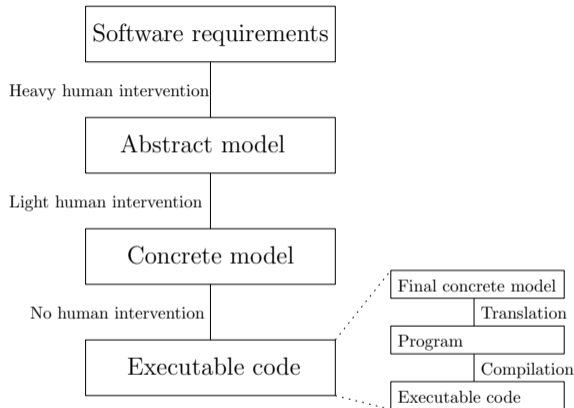 Software requirements
Heavy human intervention
Abstract model
Light human intervention
Concrete model
No human intervention
Executable code
Final concrete model
Translation
Program
Compilation
Executable code